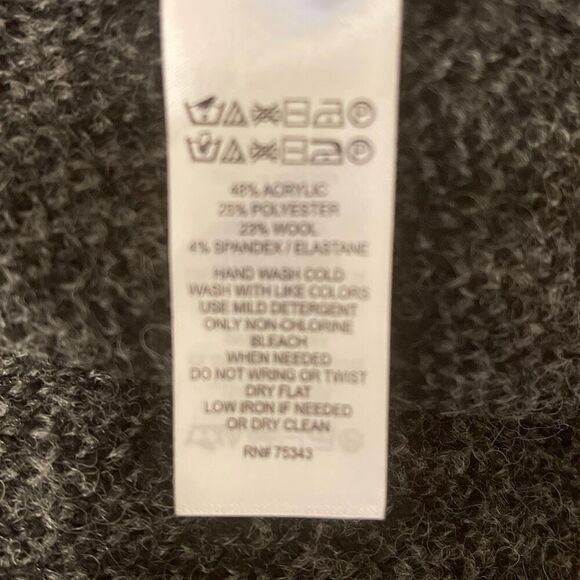 48% ACRYLIC
25% POLYESTER
23% WOOL
4% SPANDEX / ELASTANE
HAND WASH COLD
WASH WITH LIKE COLORS
USE MILD DETERGENT
ONLY NON-CHLORINE
BLEACH
WHEN NEEDED
DO NOT WRING OR TWIST
DRY FLAT
LOW IRON IF NEEDED
OR DRY CLEAN
RN# 75343